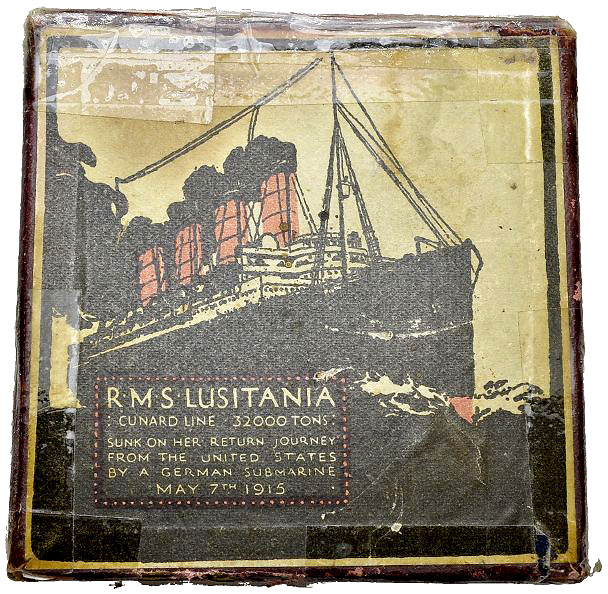 RMS·LUSITANIA
: CUNARD LINE · 32000 TONS :
SUNK ON HER RETURN JOURNEY
FROM THE UNITED STATES
BY A GERMAN SUBMARINE
MAY 7TH 1915